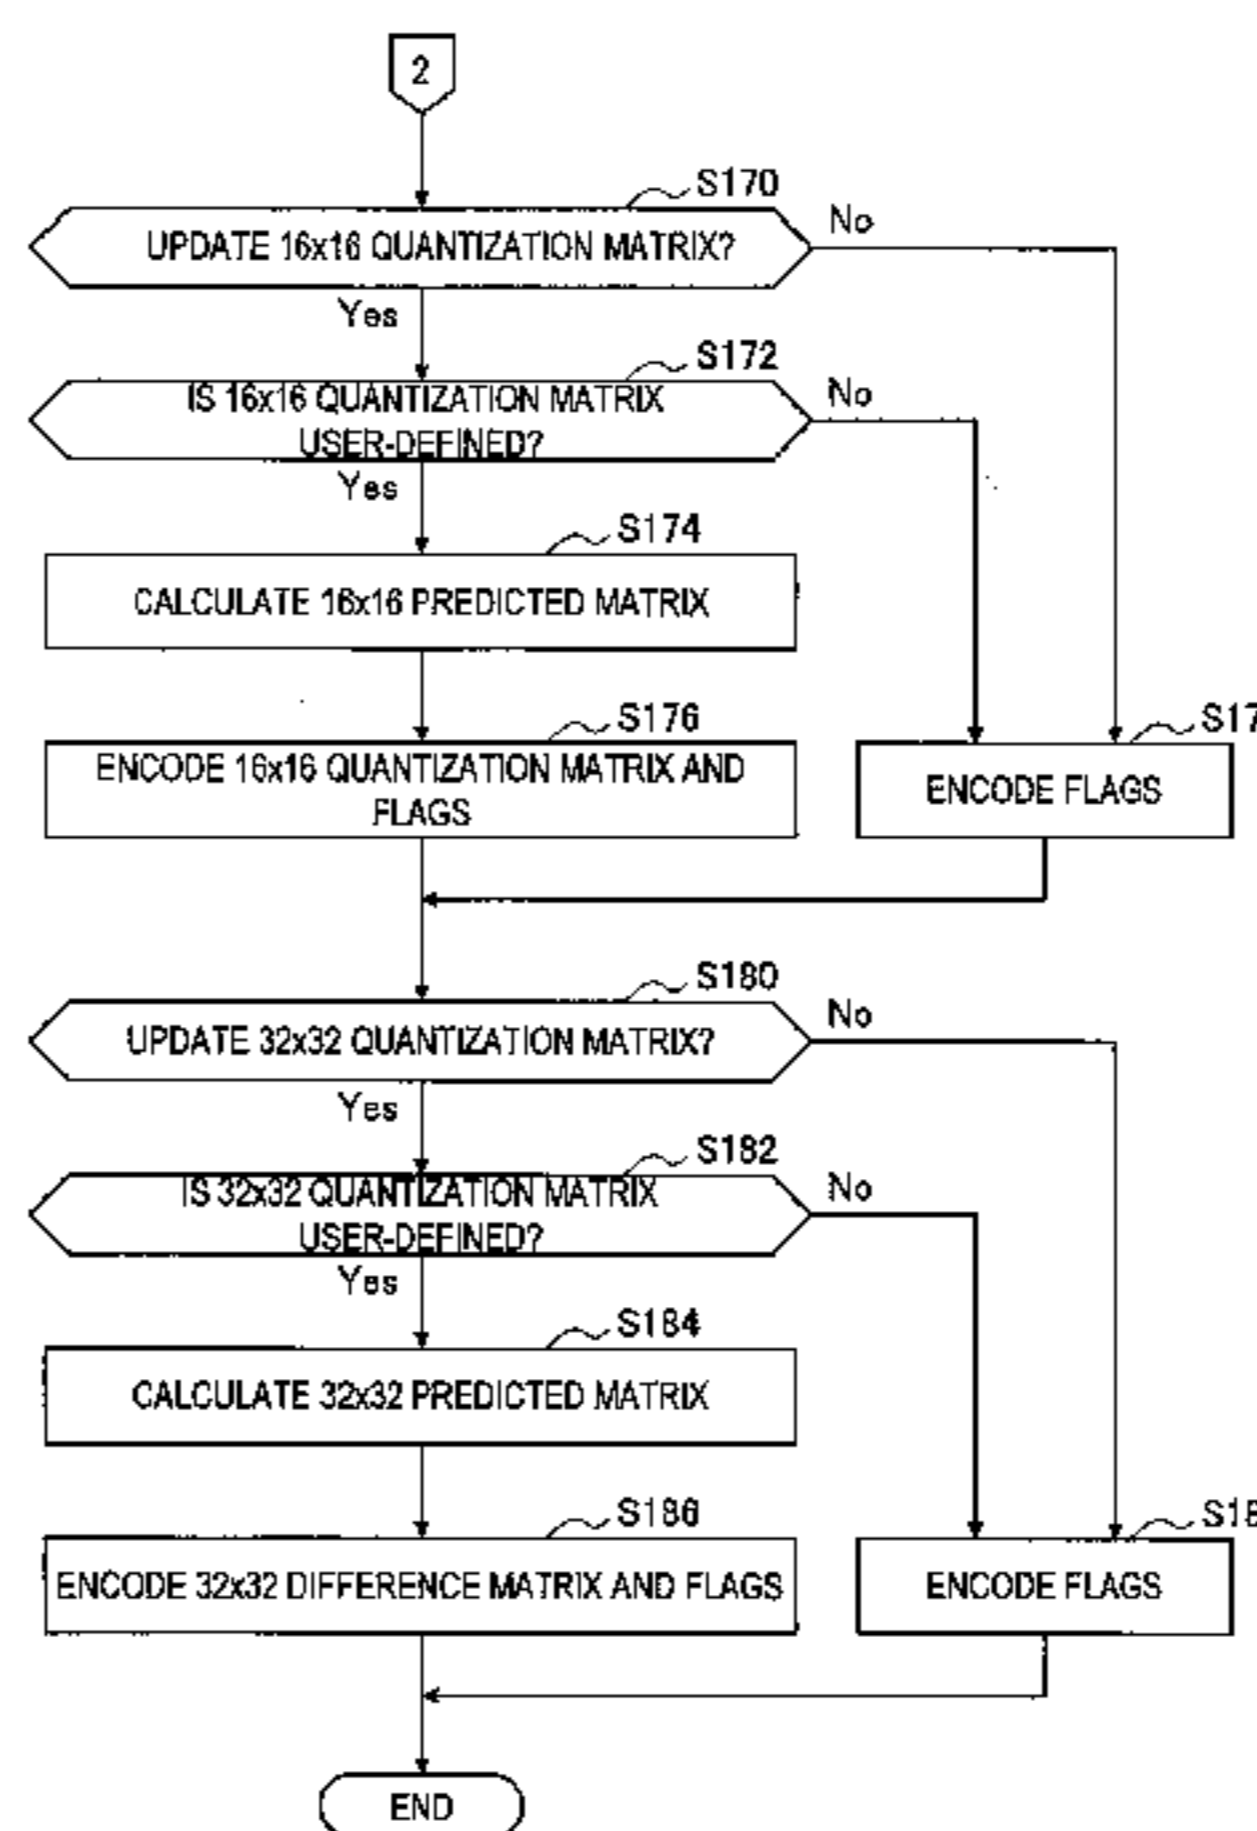 2
S170
UPDATE 16x16 QUANTIZATION MATRIX?
No
Yes
S172
IS 16x16 QUANTIZATION MATRIX
USER-DEFINED?
No
Yes
S174
CALCULATE 16x16 PREDICTED MATRIX
S176
ENCODE 16x16 QUANTIZATION MATRIX AND
FLAGS
S17
ENCODE FLAGS
S180
UPDATE 32x32 QUANTIZATION MATRIX?
No
Yes
S182
IS 32x32 QUANTIZATION MATRIX
USER-DEFINED?
No
Yes
S184
CALCULATE 32x32 PREDICTED MATRIX
S186
ENCODE 32x32 DIFFERENCE MATRIX AND FLAGS
S18
ENCODE FLAGS
END